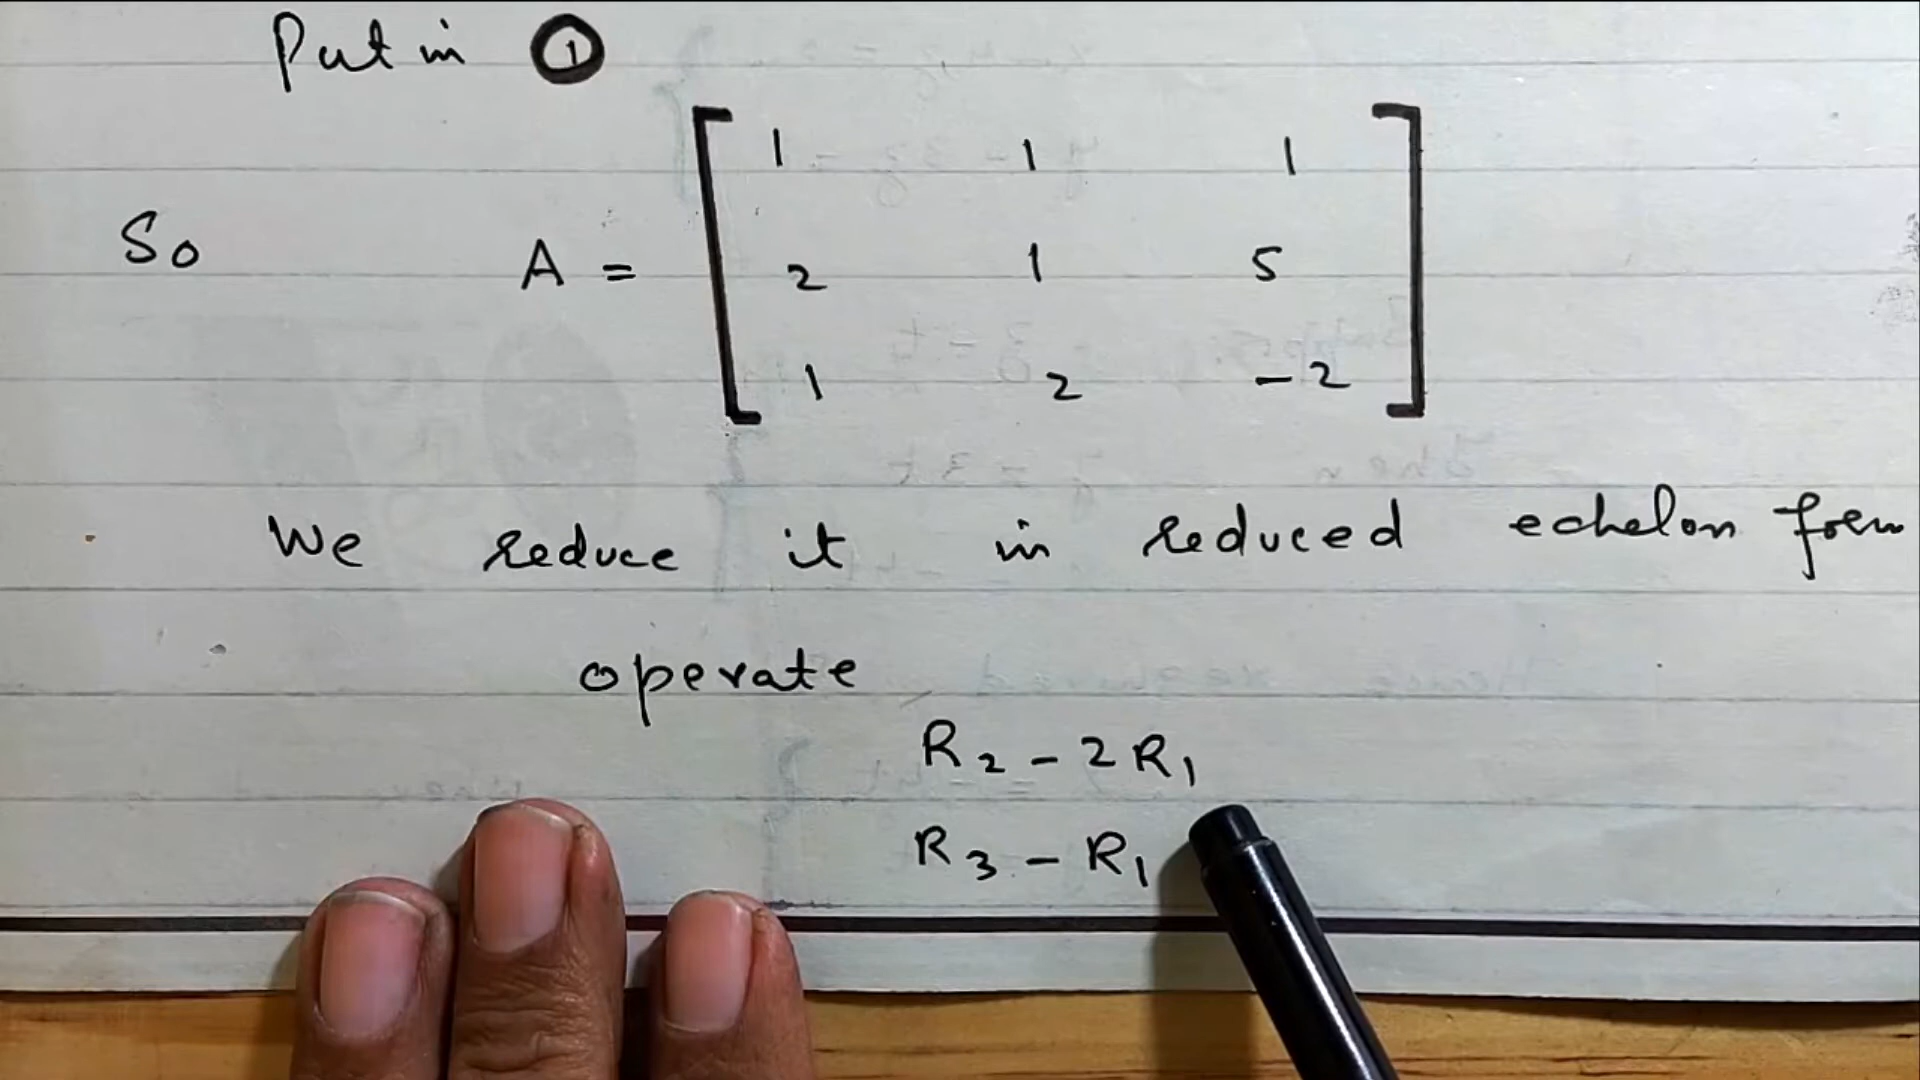 Put in ①
1 1 1
So A = 2 1 5
1 2 -2
We reduce it in reduced echelon form
operate
R₂ - 2R₁
R₃ - R₁